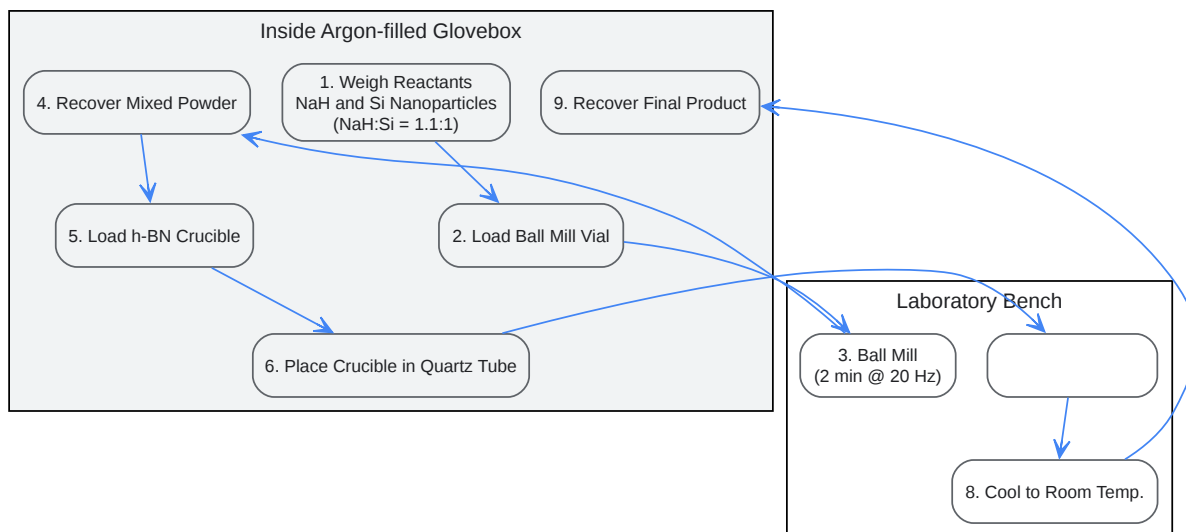 Inside Argon-filled Glovebox
4. Recover Mixed Powder
1. Weigh Reactants
NaH and Si Nanoparticles
(NaH:Si = 1.1:1)
9. Recover Final Product
5. Load h-BN Crucible
2. Load Ball Mill Vial
6. Place Crucible in Quartz Tube
Laboratory Bench
3. Ball Mill
(2 min @ 20 Hz)
8. Cool to Room Temp.